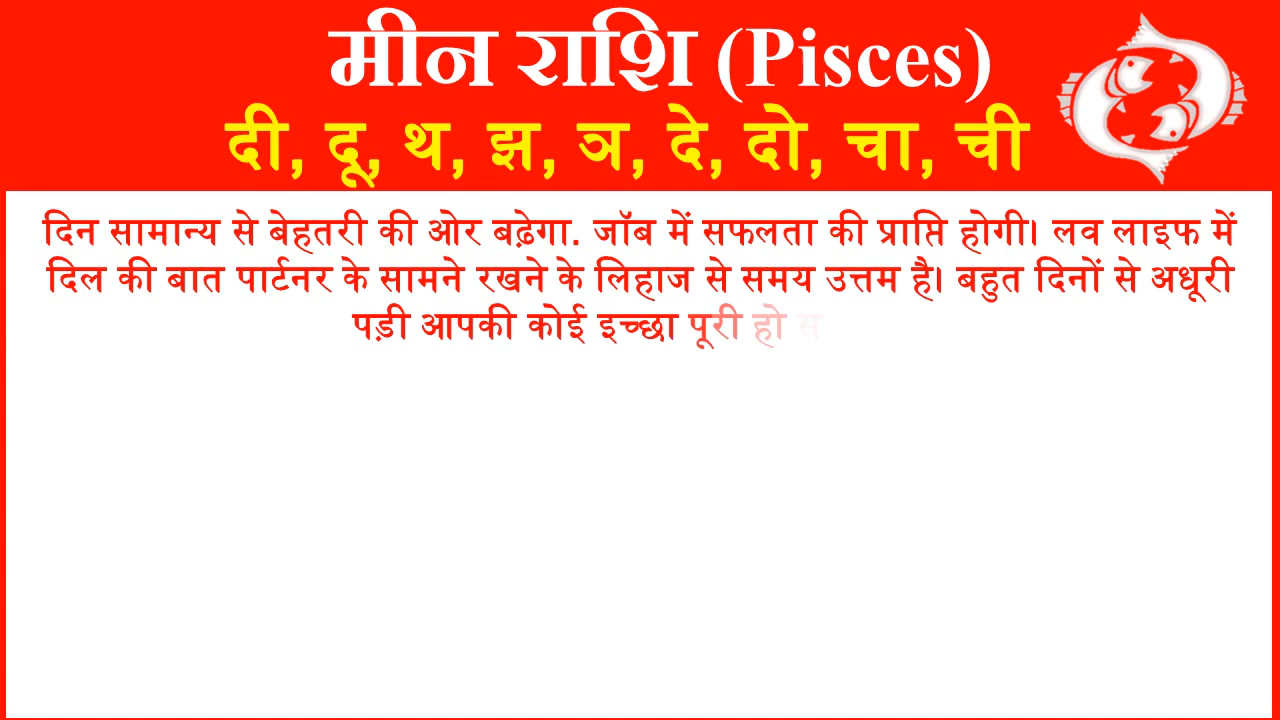 मीन राशि (Pisces)
दी, दू, थ, झ, ञ, दे, दो, चा, ची
दिन सामान्य से बेहतरी की ओर बढ़ेगा. जॉब में सफलता की प्राप्ति होगी। लव लाइफ में
दिल की बात पार्टनर के सामने रखने के लिहाज से समय उत्तम है। बहुत दिनों से अधूरी
पड़ी आपकी कोई इच्छा पूरी हो